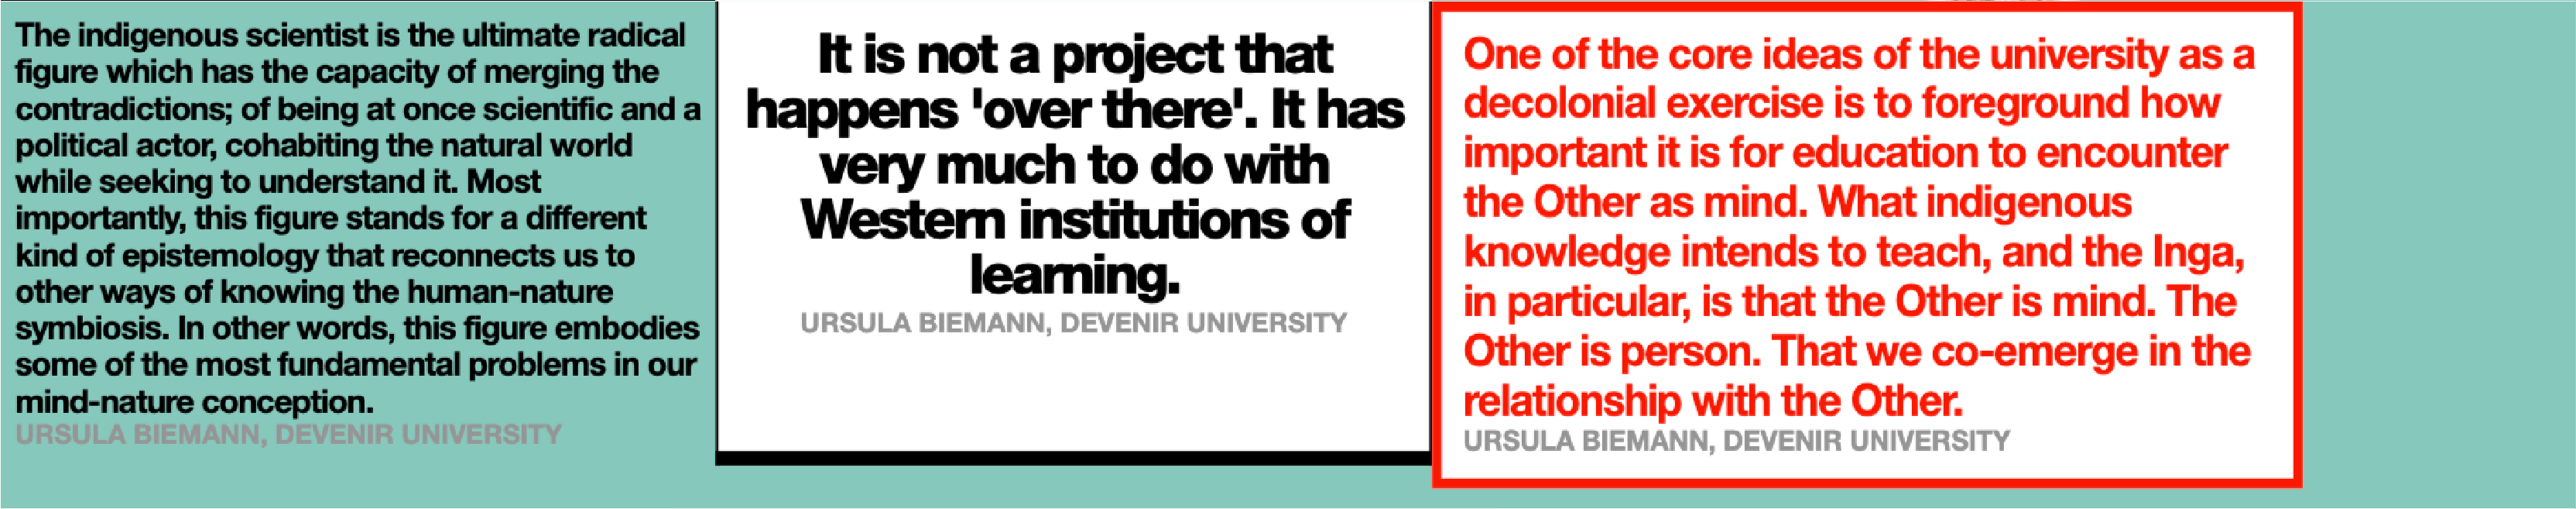 The indigenous scientist is the ultimate radical
figure which has the capacity of merging the
contradictions; of being at once scientific and a
political actor, cohabiting the natural world
while seeking to understand it. Most
importantly, this figure stands for a different
kind of epistemology that reconnects us to
other ways of knowing the human-nature
symbiosis. In other words, this figure embodies
some of the most fundamental problems in our
mind-nature conception.
URSULA BIEMANN, DEVENIR UNIVERSITY
It is not a project that
happens 'over there'. It has
very much to do with
Western institutions of
learning.
URSULA BIEMANN, DEVENIR UNIVERSITY
One of the core ideas of the university as a
decolonial exercise is to foreground how
important it is for education to encounter
the Other as mind. What indigenous
knowledge intends to teach, and the Inga,
in particular, is that the Other is mind. The
Other is person. That we co-emerge in the
relationship with the Other.
URSULA BIEMANN, DEVENIR UNIVERSITY